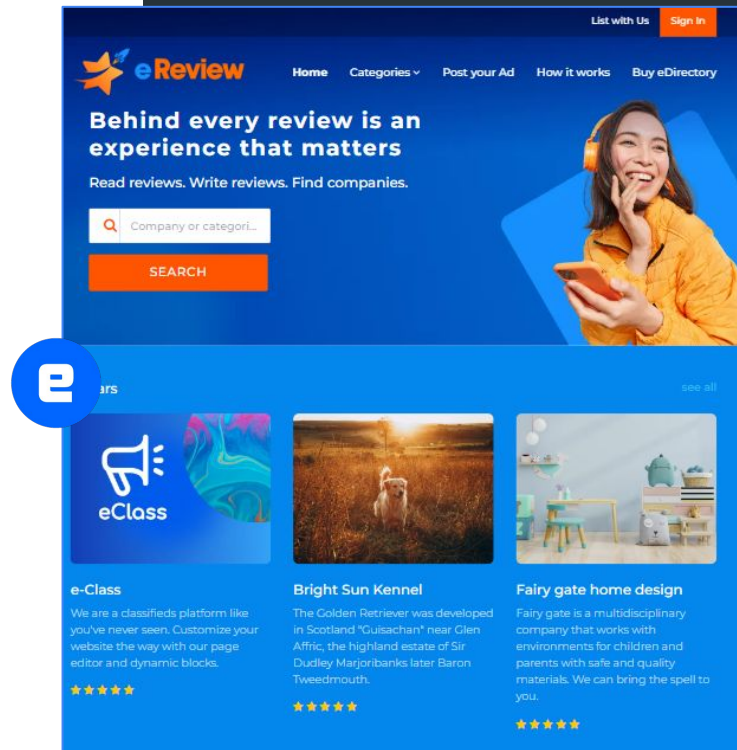 List with Us Sign In
eReview Home Categories Post your Ad How it works Buy eDirectory
Behind every review is an
experience that matters
Read reviews. Write reviews. Find companies.
Company or categori...
SEARCH
e
see all
eClass
e-Class
We are a classifieds platform like
you've never seen. Customize your
website the way with our page
editor and dynamic blocks.
Bright Sun Kennel
The Golden Retriever was developed
in Scotland "Guisachan" near Glen
Affric, the highland estate of Sir
Dudley Marjoribanks later Baron
Tweedmouth.
Fairy gate home design
Fairy gate is a multidisciplinary
company that works with
environments for children and
parents with safe and quality
materials. We can bring the spell to
you.